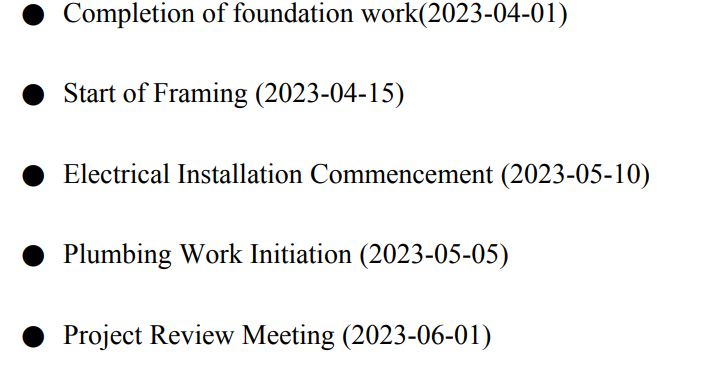 ● Completion of foundation work(2023-04-01)
● Start of Framing (2023-04-15)
● Electrical Installation Commencement (2023-05-10)
● Plumbing Work Initiation (2023-05-05)
● Project Review Meeting (2023-06-01)